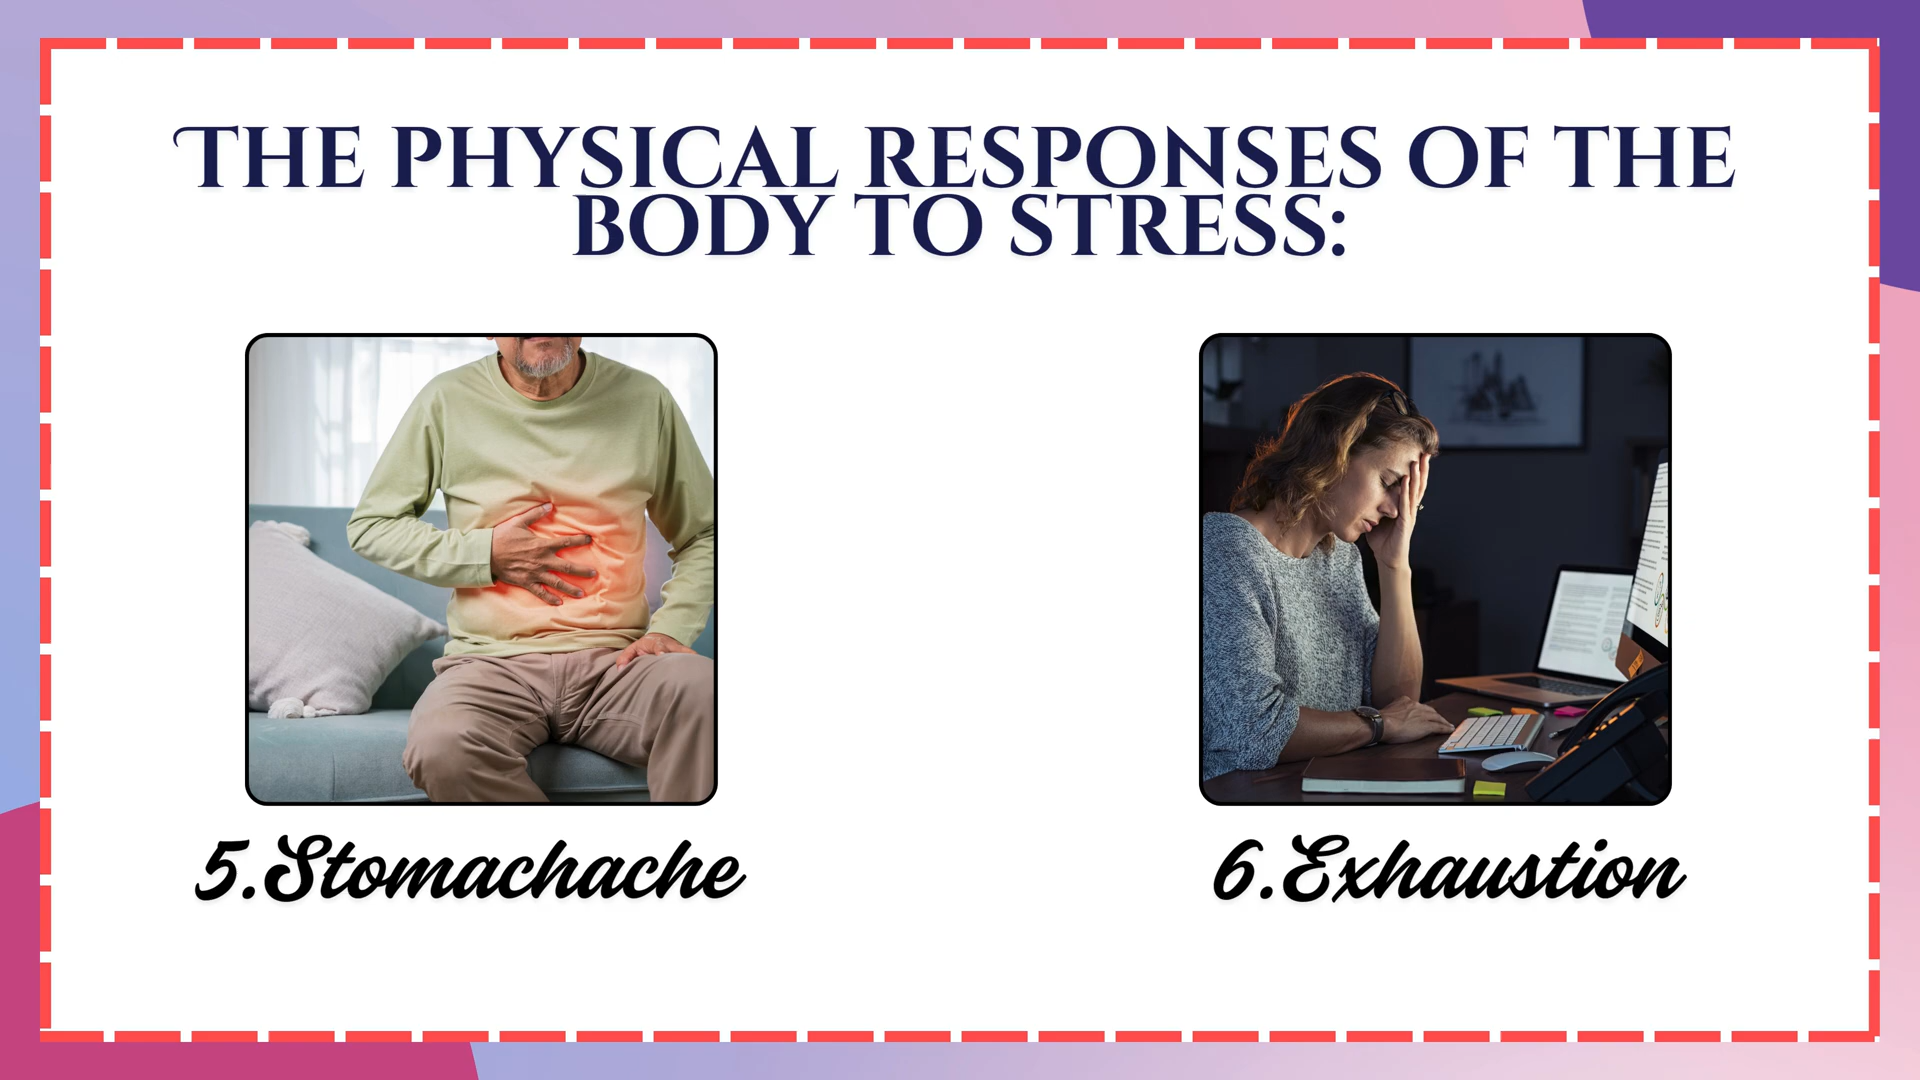 The physical responses of the
body to stress:
5.Stomachache
6.Exhaustion